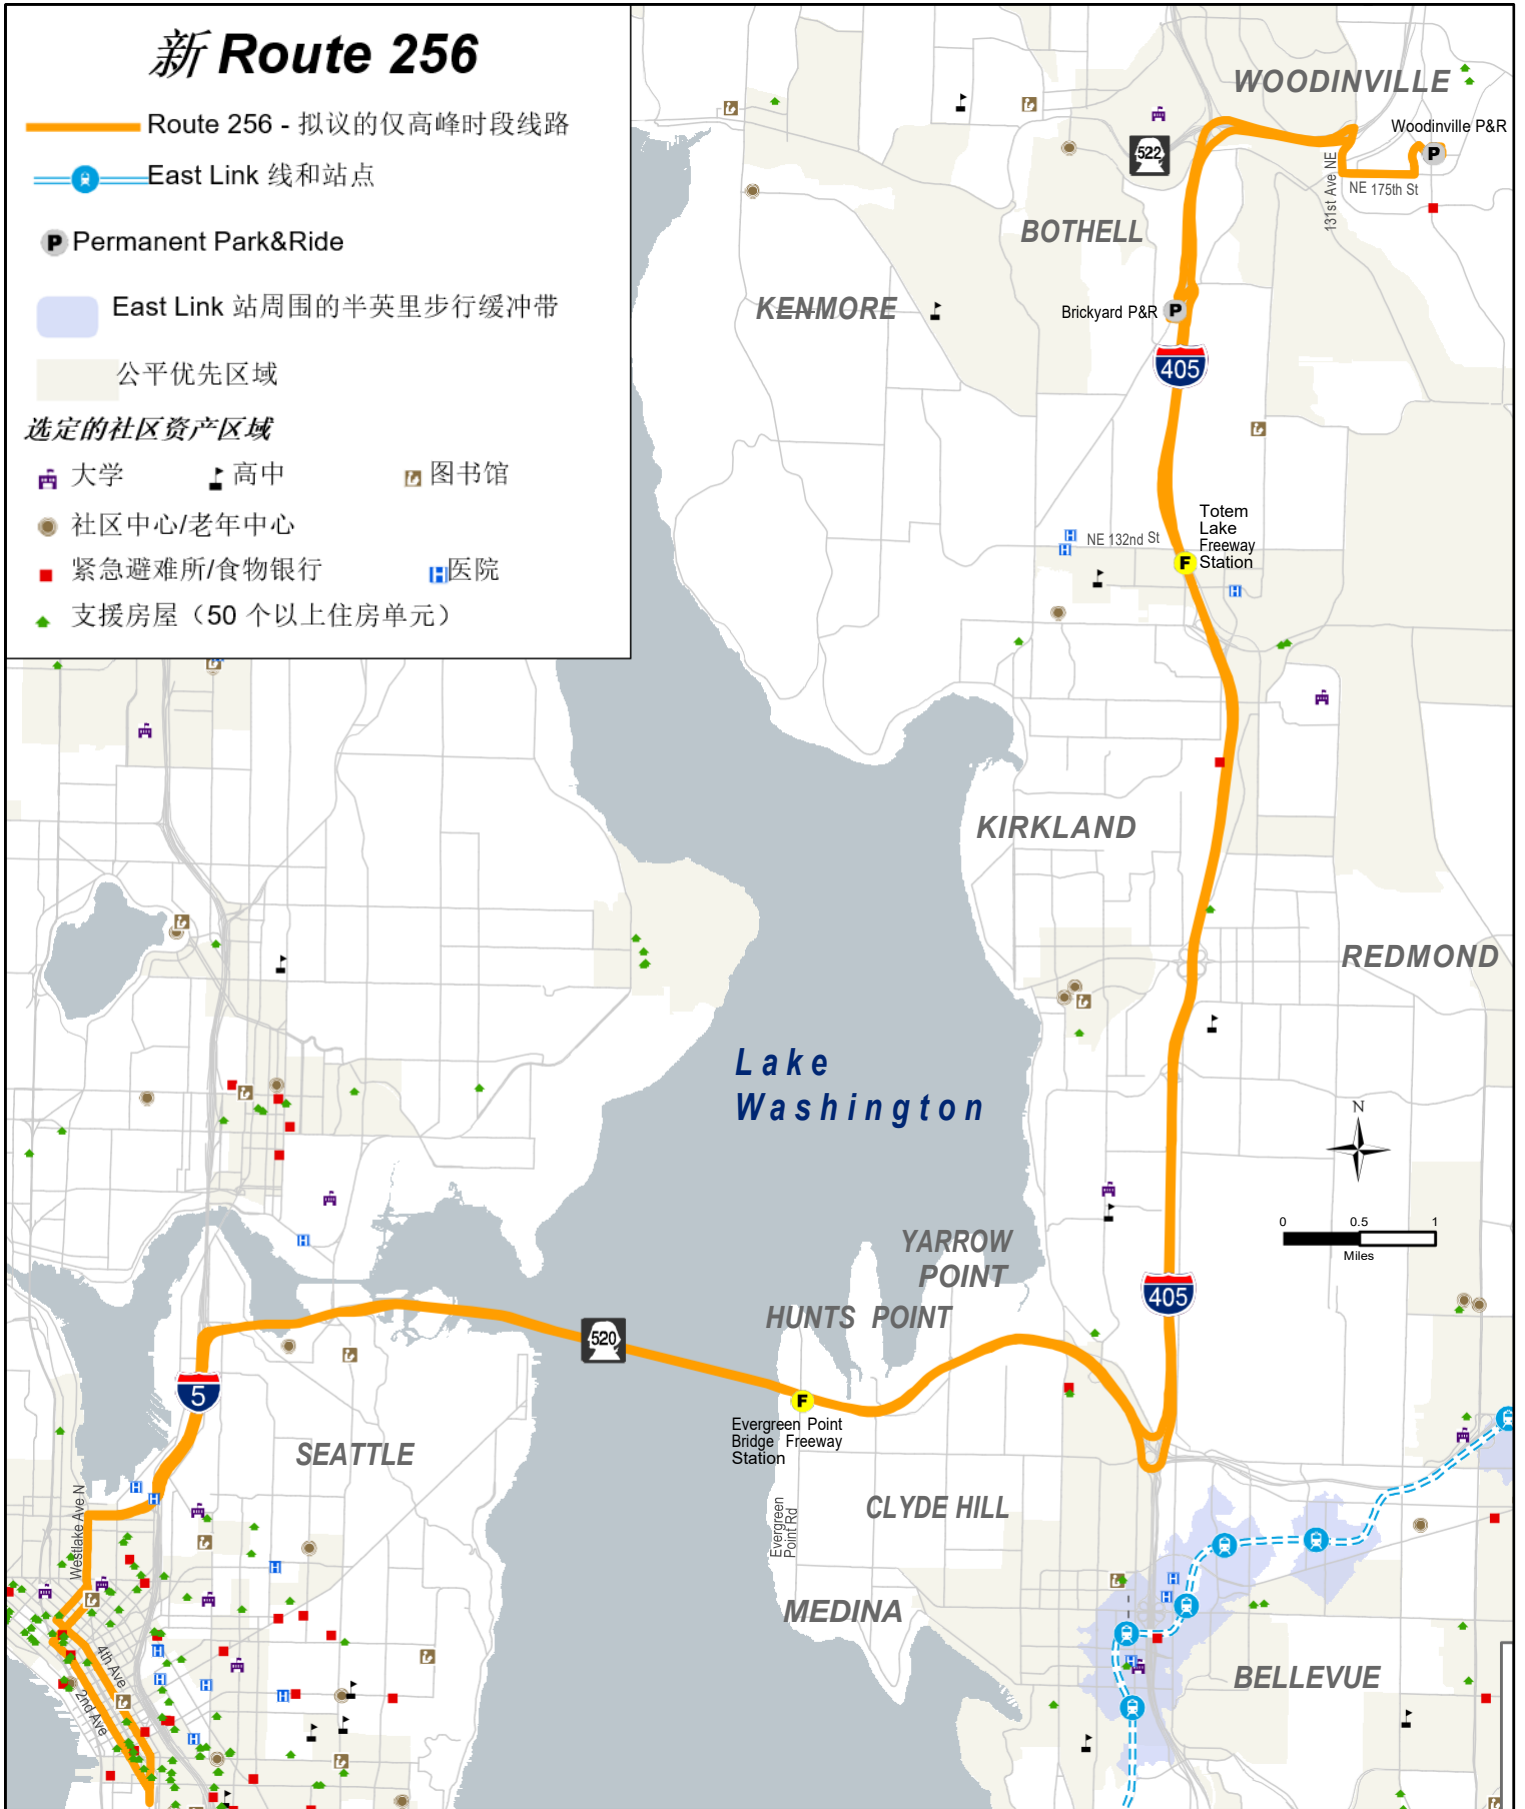 新 Route 256
Route 256 - 拟议的仅高峰时段线路
East Link 线和站点
P Permanent Park&Ride
East Link 站周围的半英里步行缓冲带
公平优先区域
选定的社区资产区域
大学
高中
图书馆
社区中心/老年中心
紧急避难所/食物银行
H 医院
支援房屋（50 个以上住房单元）
WOODINVILLE
Woodinville P&R
P
522
131st Ave NE
NE 175th St
BOTHELL
KENMORE
Brickyard P&R
P
405
Totem
Lake
Freeway
Station
F
NE 132nd St
KIRKLAND
REDMOND
Lake
Washington
N
0 0.5 1
Miles
YARROW
POINT
HUNTS POINT
405
520
5
F
Evergreen Point
Bridge Freeway
Station
SEATTLE
Evergreen
Point Rd
CLYDE HILL
Westlake Ave N
MEDINA
4th Ave
2nd Ave
BELLEVUE